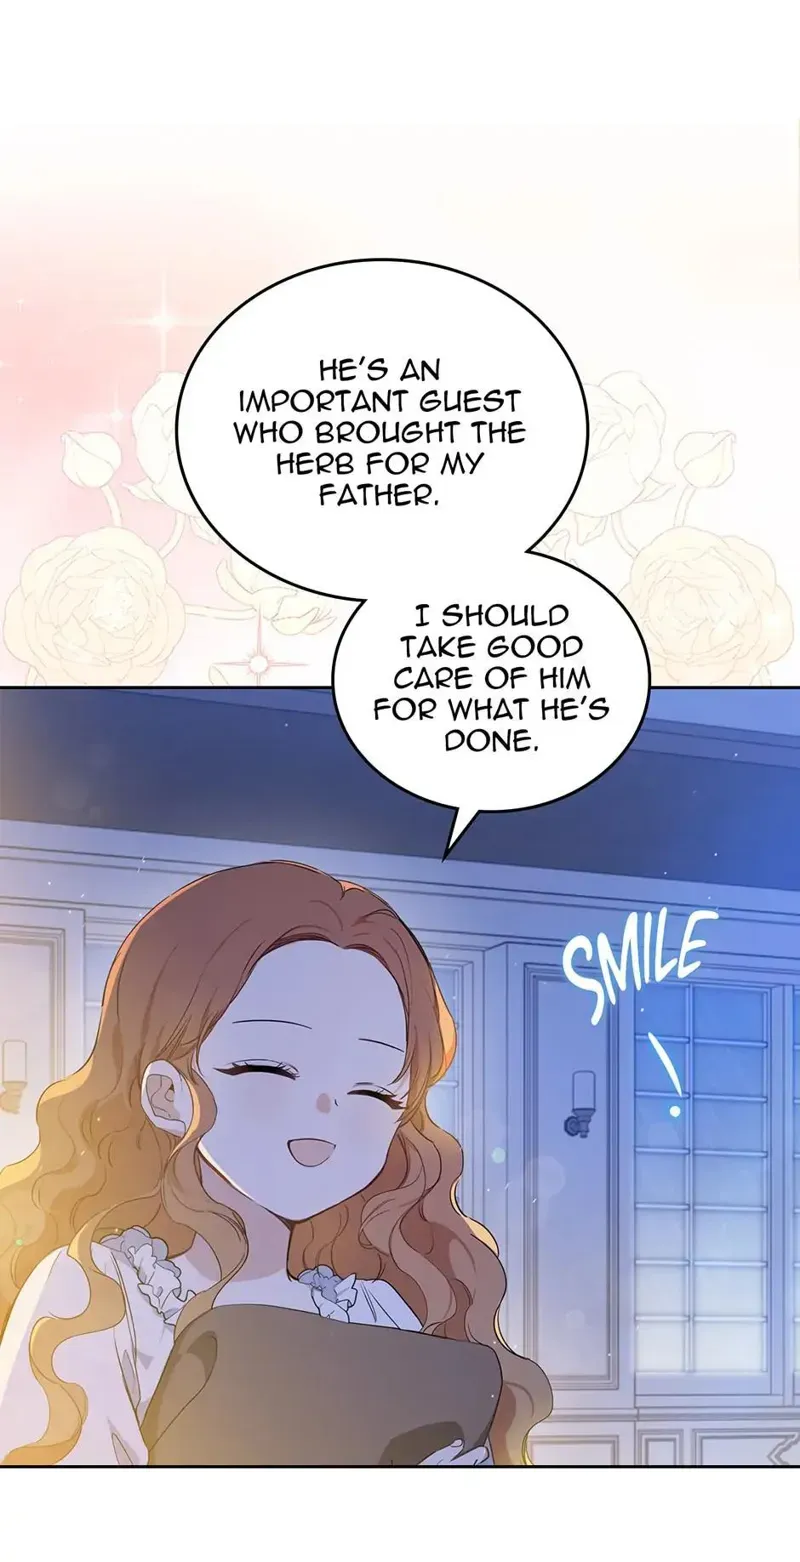 HE'S AN
IMPORTANT GUEST
WHO BROUGHT THE
HERB FOR MY
FATHER.
I SHOULD
TAKE GOOD
CARE OF HIM
FOR WHAT HE'S
DONE.
SMILE